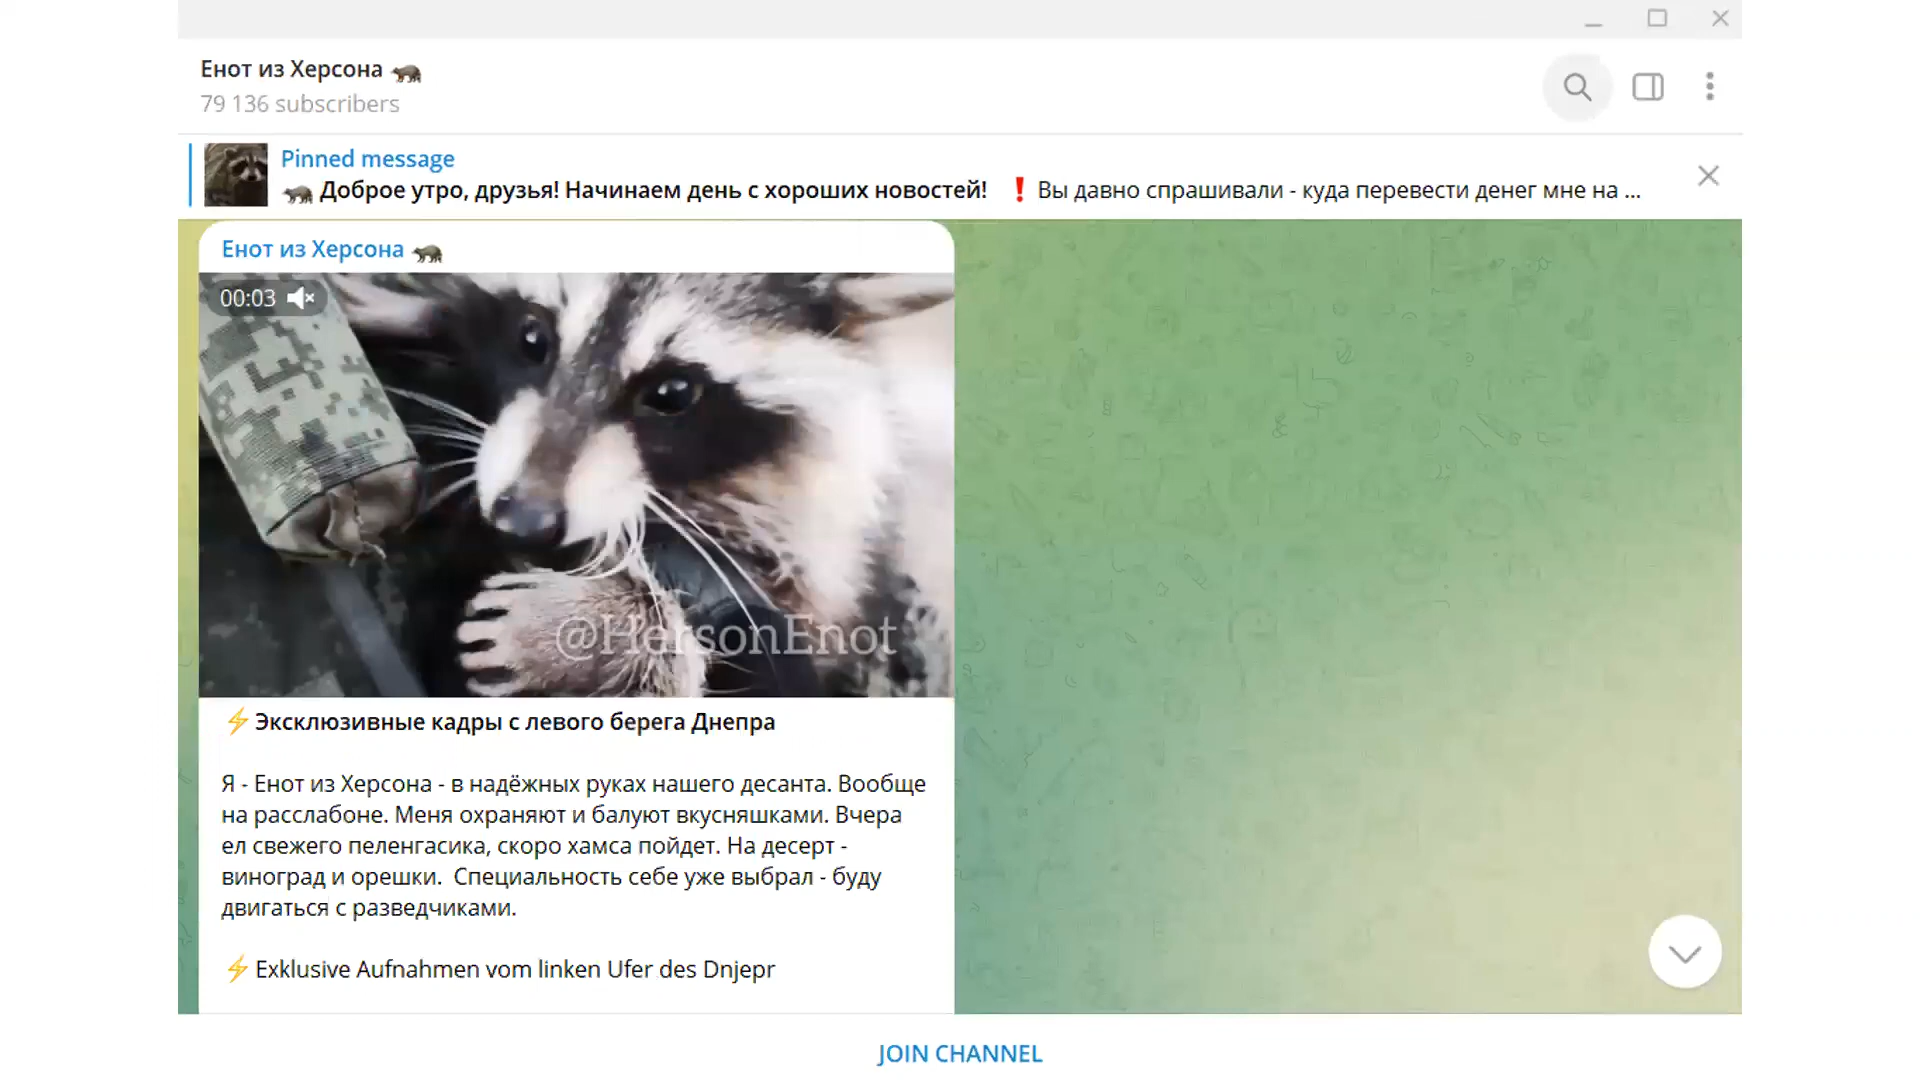 Енот из Херсона 🦝
79 136 subscribers
Pinned message
🦝 Доброе утро, друзья! Начинаем день с хороших новостей! ❗ Вы давно спрашивали - куда перевести денег мне на ...
Енот из Херсона 🦝
00:03
@HersonEnot
⚡Эксклюзивные кадры с левого берега Днепра
Я - Енот из Херсона - в надёжных руках нашего десанта. Вообще
на расслабоне. Меня охраняют и балуют вкусняшками. Вчера
ел свежего пеленгасика, скоро хамса пойдет. На десерт -
виноград и орешки.  Специальность себе уже выбрал - буду
двигаться с разведчиками.
⚡Exklusive Aufnahmen vom linken Ufer des Dnjepr
JOIN CHANNEL